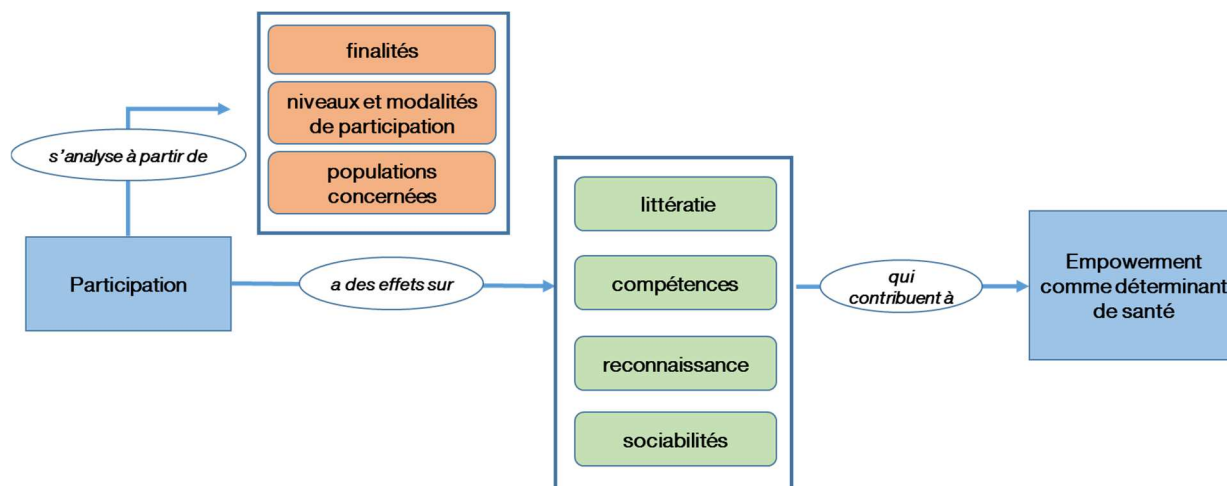 finalités
niveaux et modalités
de participation
populations
concernées
s'analyse à partir de
Participation
a des effets sur
littératie
compétences
reconnaissance
sociabilités
qui
contribuent à
Empowerment
comme déterminant
de santé